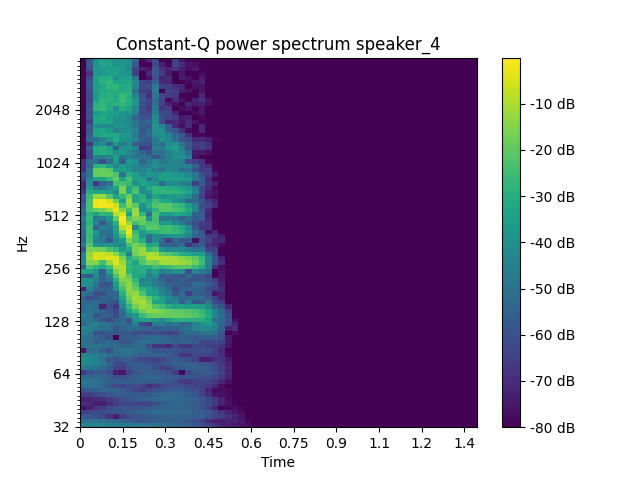 Constant-Q power spectrum speaker_4
Hz
2048
1024
512
256
128
64
32
0 0.15 0.3 0.45 0.6 0.75 0.9 1.1 1.2 1.4
Time
-10 dB
-20 dB
-30 dB
-40 dB
-50 dB
-60 dB
-70 dB
-80 dB